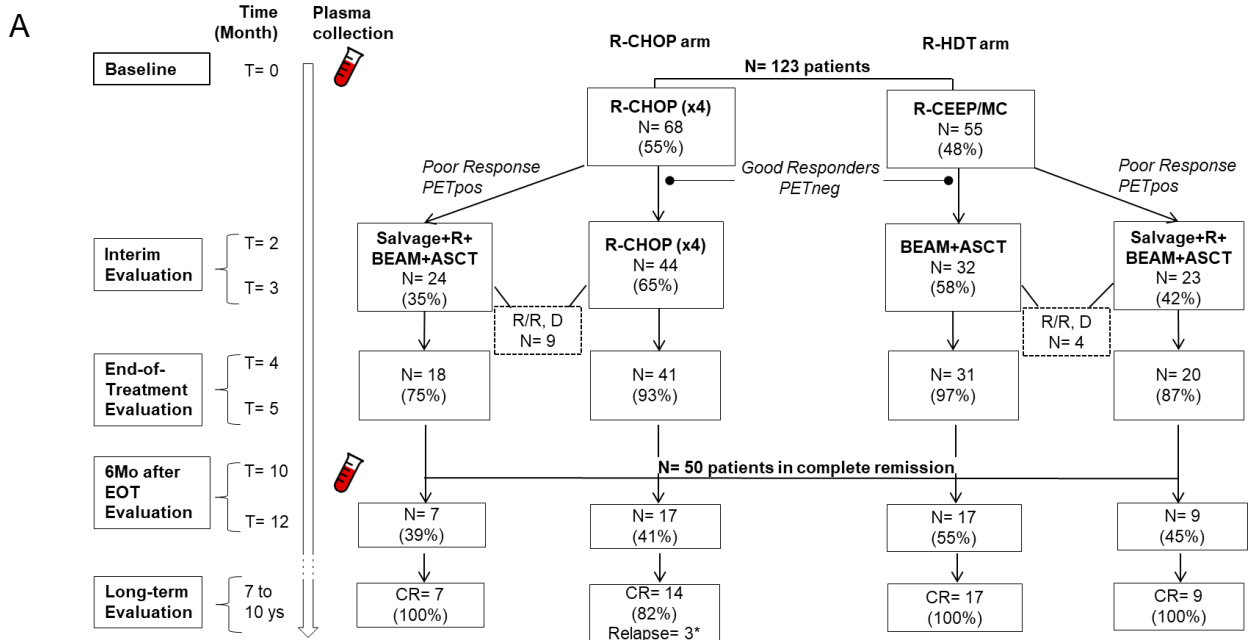 A
Time
(Month)
Plasma
collection
R-CHOP arm
R-HDT arm
Baseline
T= 0
N= 123 patients
R-CHOP (x4)
N= 68
(55%)
R-CEEP/MC
N= 55
(48%)
Poor Response
PETpos
Good Responders
PETneg
Poor Response
PETpos
Interim
Evaluation
T= 2
T= 3
Salvage+R+
BEAM+ASCT
N= 24
(35%)
R-CHOP (x4)
N= 44
(65%)
BEAM+ASCT
N= 32
(58%)
Salvage+R+
BEAM+ASCT
N= 23
(42%)
R/R, D
N= 9
R/R, D
N= 4
End-of-
Treatment
Evaluation
T= 4
T= 5
N= 18
(75%)
N= 41
(93%)
N= 31
(97%)
N= 20
(87%)
6Mo after
EOT
Evaluation
T= 10
T= 12
N= 50 patients in complete remission
N= 7
(39%)
N= 17
(41%)
N= 17
(55%)
N= 9
(45%)
Long-term
Evaluation
7 to
10 ys
CR= 7
(100%)
CR= 14
(82%)
Relapse= 3*
CR= 17
(100%)
CR= 9
(100%)